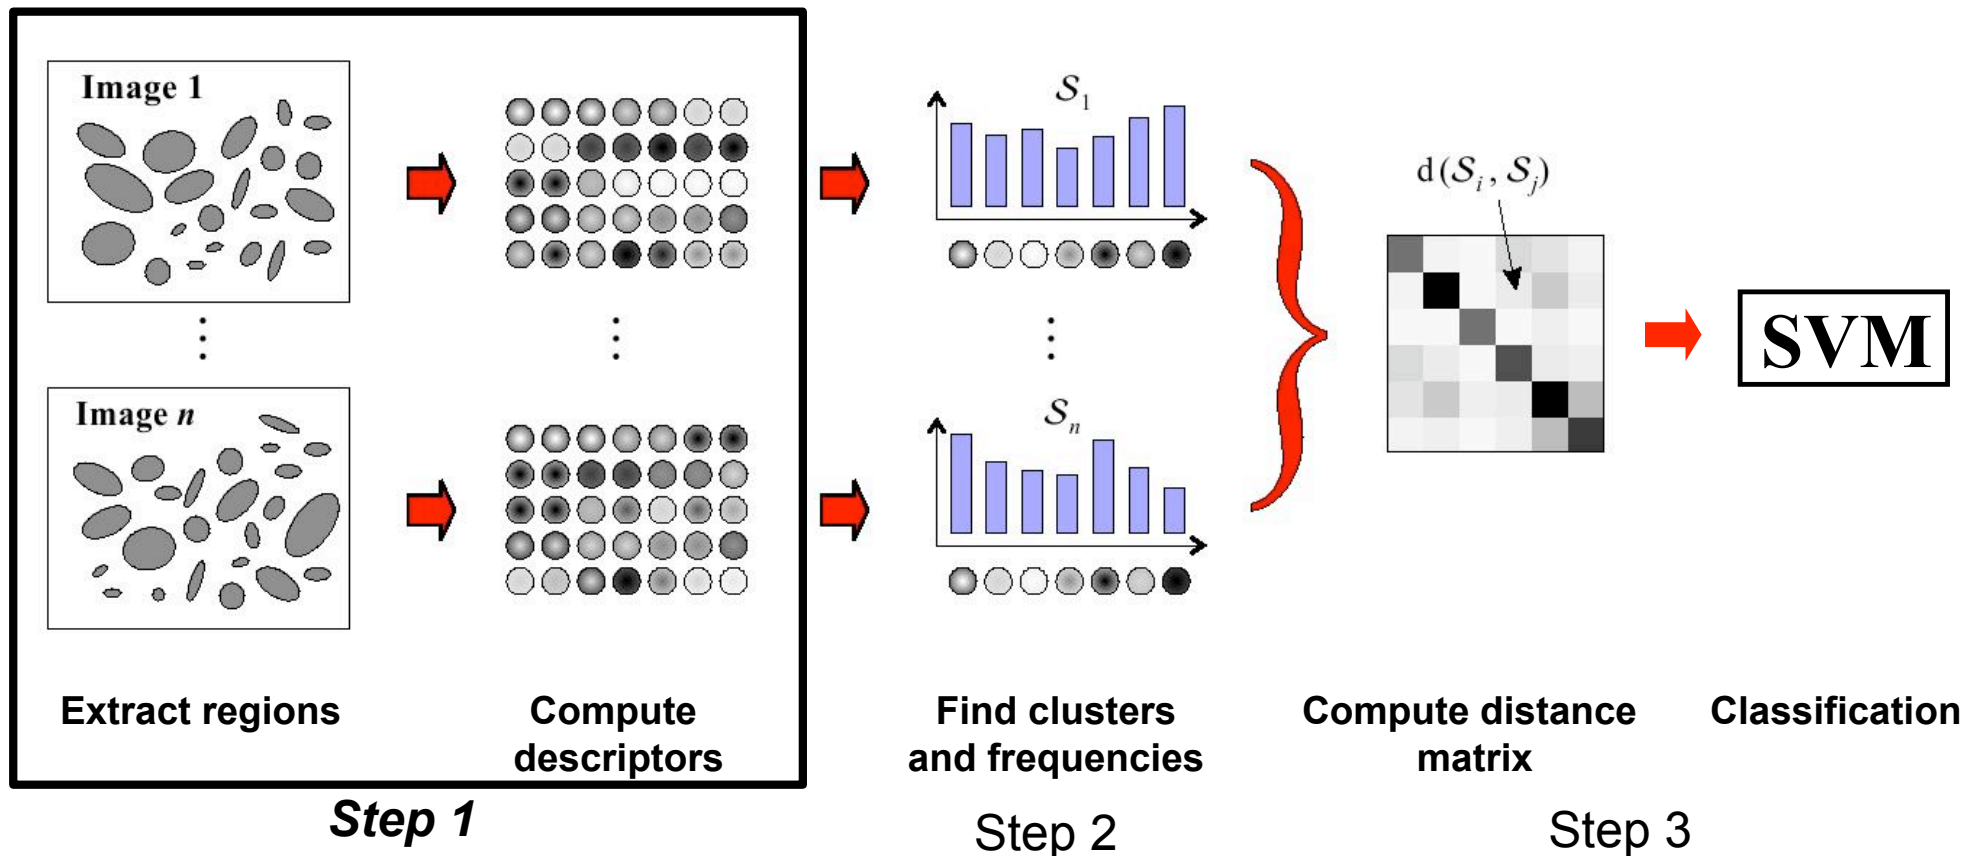 Image 1
⋮
Image n
S₁
⋮
Sₙ
d(Sᵢ, Sⱼ)
SVM
Extract regions
Compute
descriptors
Find clusters
and frequencies
Compute distance
matrix
Classification
Step 1
Step 2
Step 3